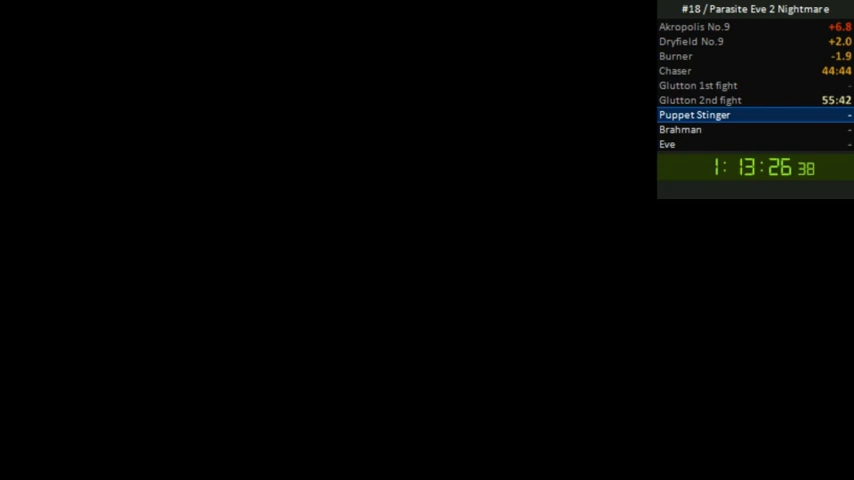 #18 / Parasite Eve 2 Nightmare
Akropolis No.9 +6.8
Dryfield No.9 +2.0
Burner -1.9
Chaser 44:44
Glutton 1st fight -
Glutton 2nd fight 55:42
Puppet Stinger -
Brahman -
Eve -
1:13:26 38